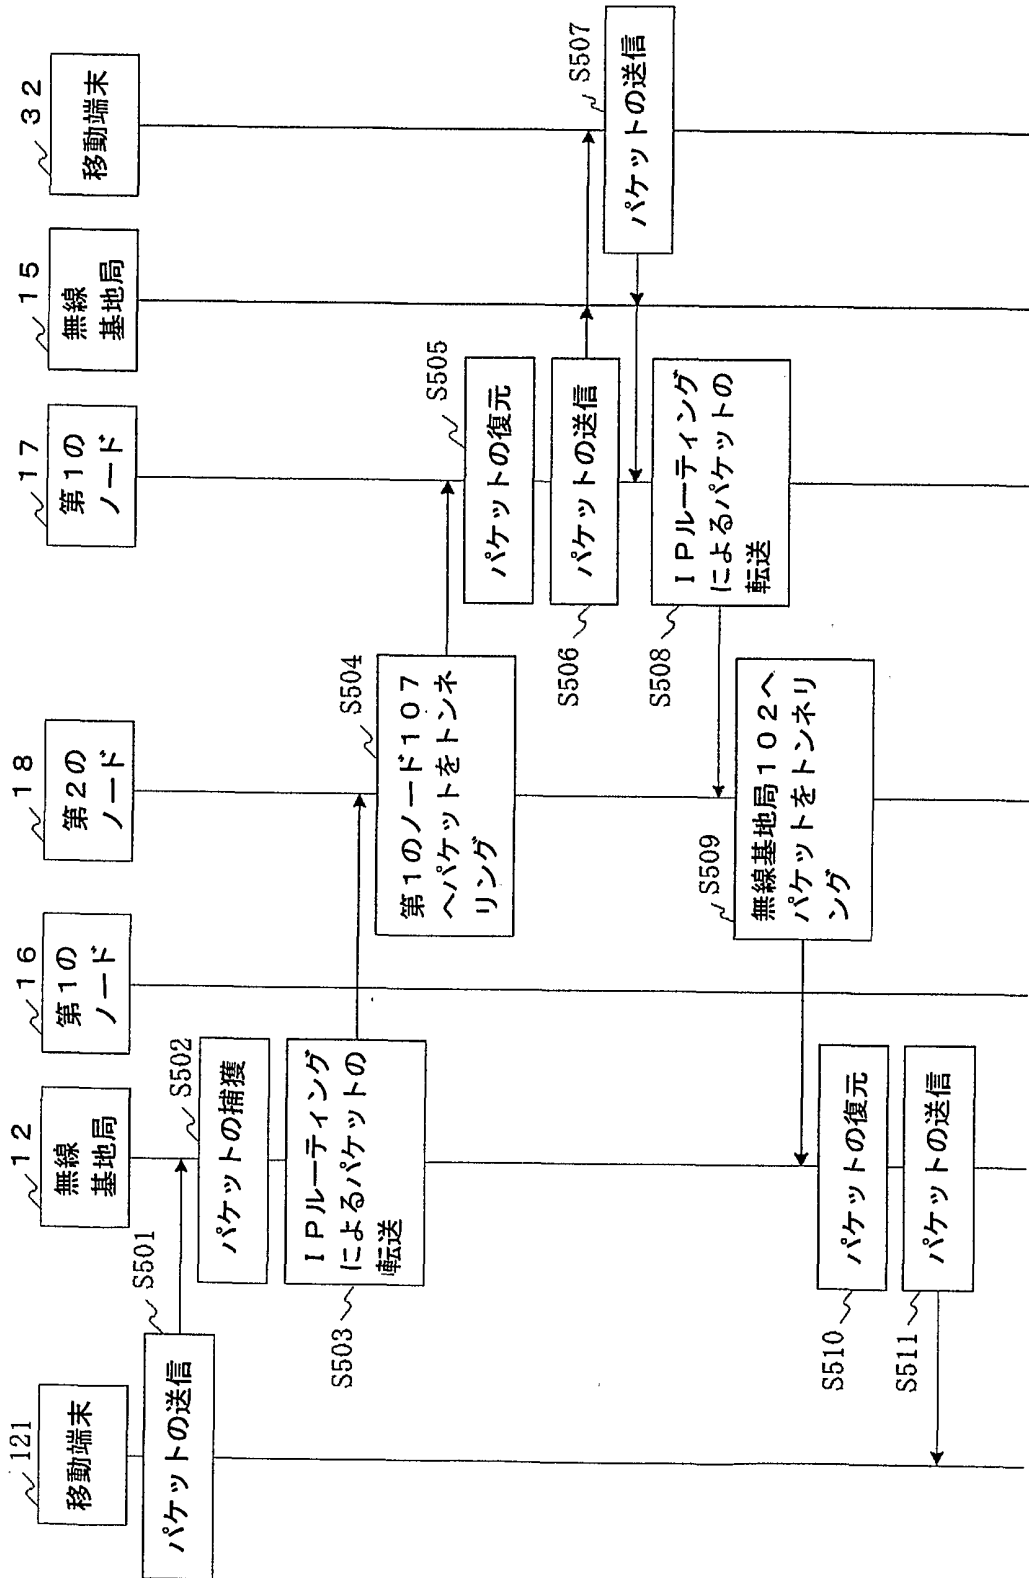 121
移動端末
12
無線
基地局
16
第1の
ノード
18
第2の
ノード
17
第1の
ノード
15
無線
基地局
32
移動端末
S501
パケットの送信
S502
パケットの捕獲
S503
IPルーティング
によるパケットの
転送
S504
第1のノード107
へパケットをトンネ
リング
S505
パケットの復元
S506
パケットの送信
S507
パケットの送信
S508
IPルーティング
によるパケットの
転送
S509
無線基地局102へ
パケットをトンネリ
ング
S510
パケットの復元
S511
パケットの送信